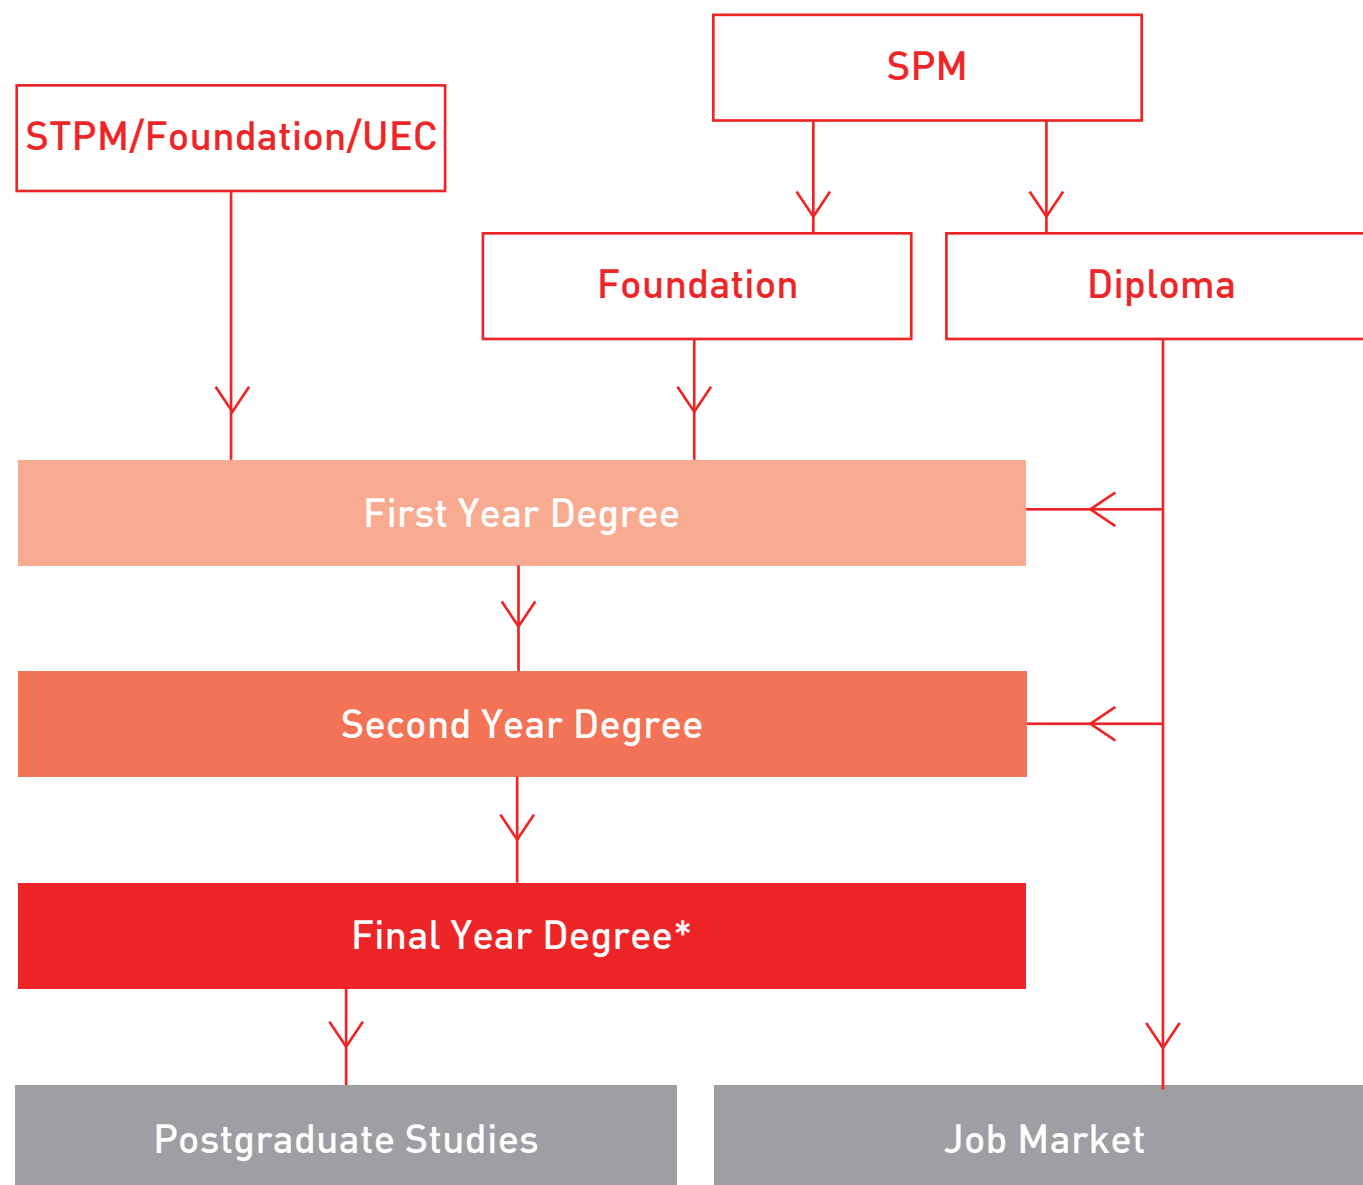 SPM
STPM/Foundation/UEC
Foundation
Diploma
First Year Degree
Second Year Degree
Final Year Degree*
Postgraduate Studies
Job Market